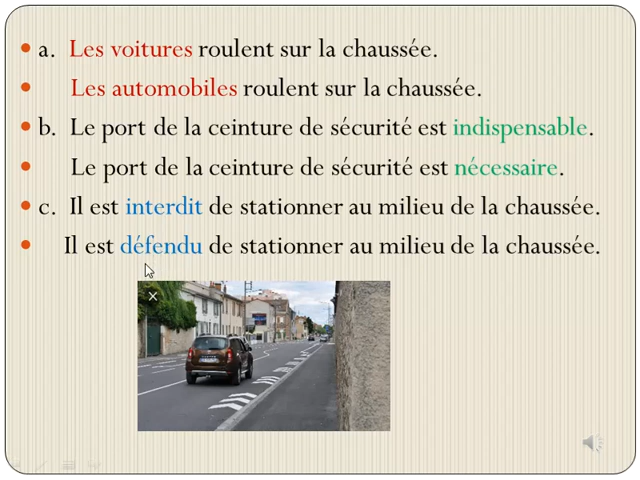 a. Les voitures roulent sur la chaussée.
Les automobiles roulent sur la chaussée.
b. Le port de la ceinture de sécurité est indispensable.
Le port de la ceinture de sécurité est nécessaire.
c. Il est interdit de stationner au milieu de la chaussée.
Il est défendu de stationner au milieu de la chaussée.